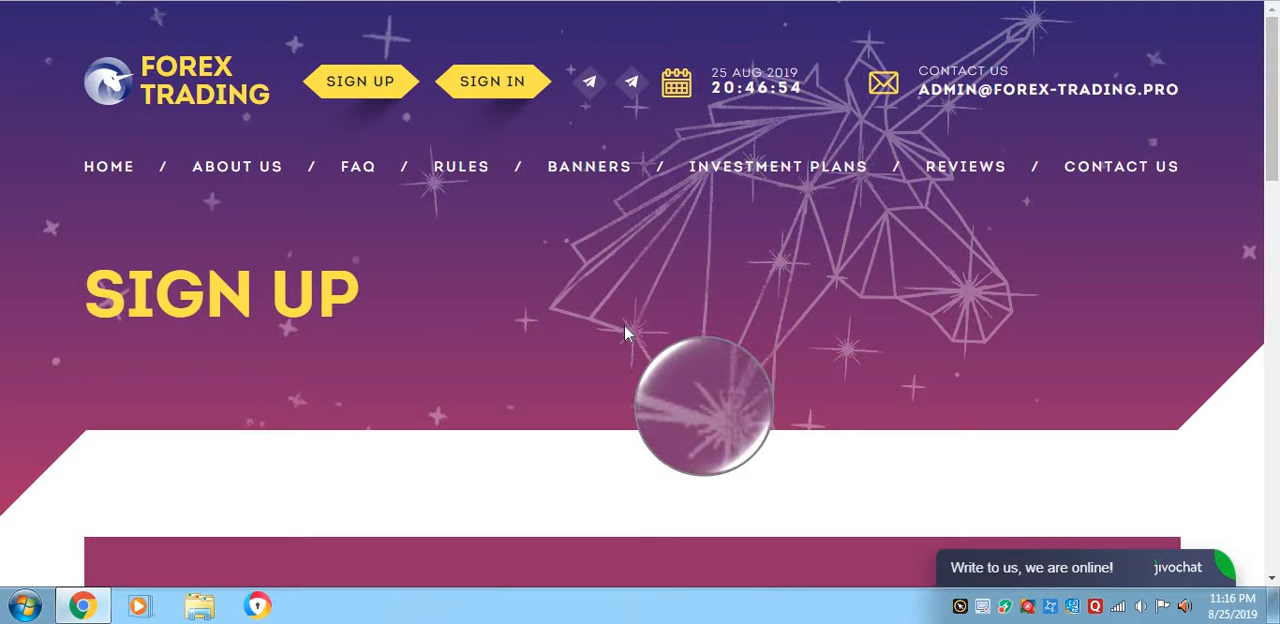 FOREX
TRADING
SIGN UP
SIGN IN
25 AUG 2019
20:46:54
CONTACT US
ADMIN@FOREX-TRADING.PRO
HOME / ABOUT US / FAQ / RULES / BANNERS / INVESTMENT PLANS / REVIEWS / CONTACT US
SIGN UP
Write to us, we are online! jivochat
11:16 PM
8/25/2019